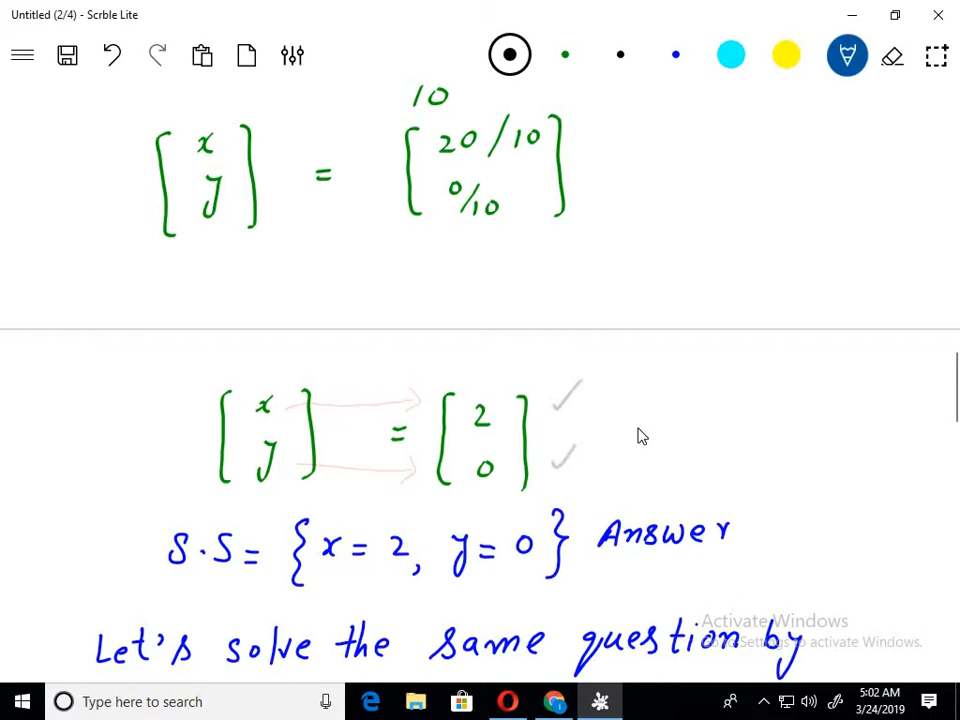 Untitled (2/4) - Scrble Lite
10
[ x y ] = [ 20/10 0/10 ]
[ x y ] = [ 2 0 ]
S.S = { x = 2, y = 0 } Answer
Let's solve the same question by
Activate Windows
Go to Settings to activate Windows.
Type here to search
5:02 AM
3/24/2019